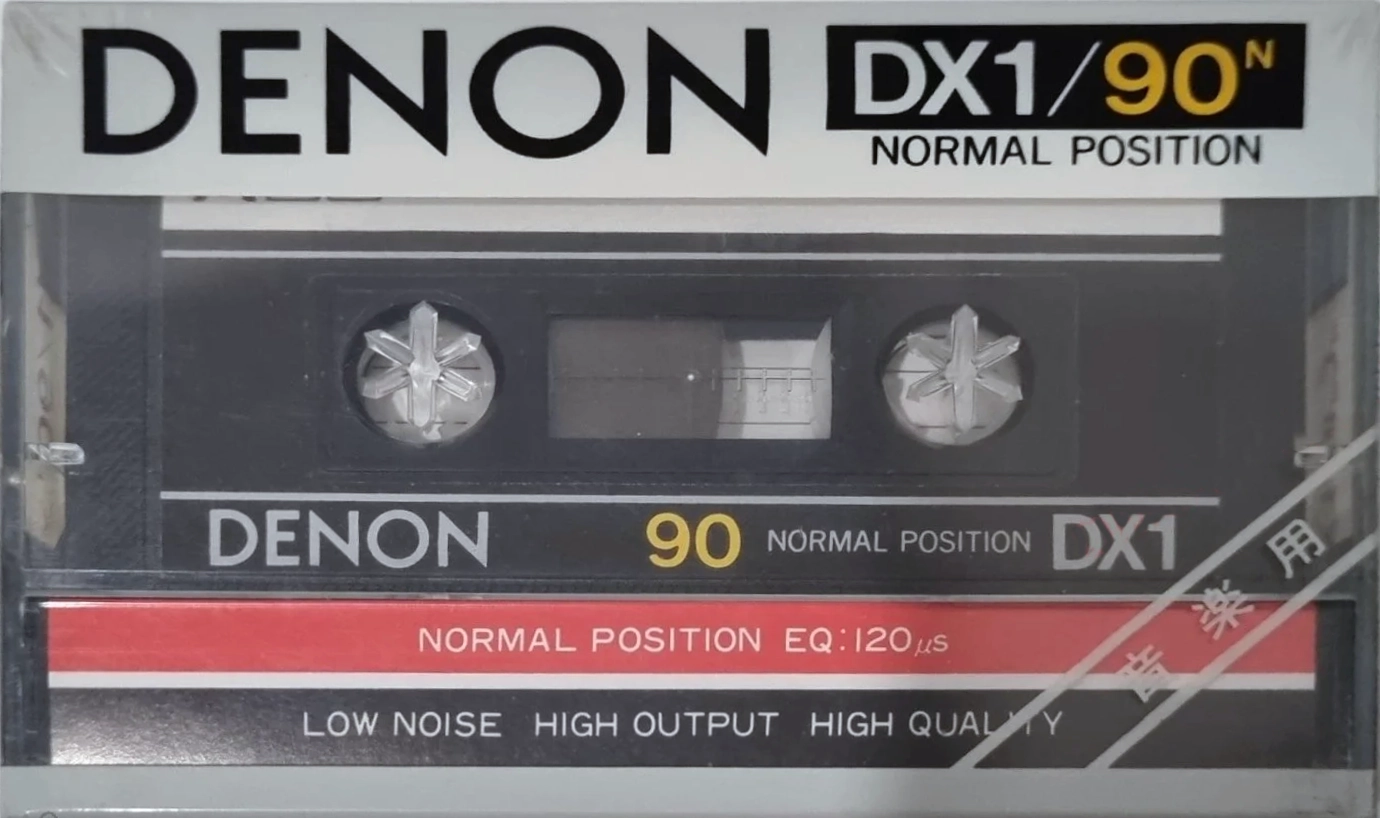 DENON DX1/90N
NORMAL POSITION
DENON 90 NORMAL POSITION DX1
音楽用
NORMAL POSITION EQ:120μs
LOW NOISE HIGH OUTPUT HIGH QUALITY